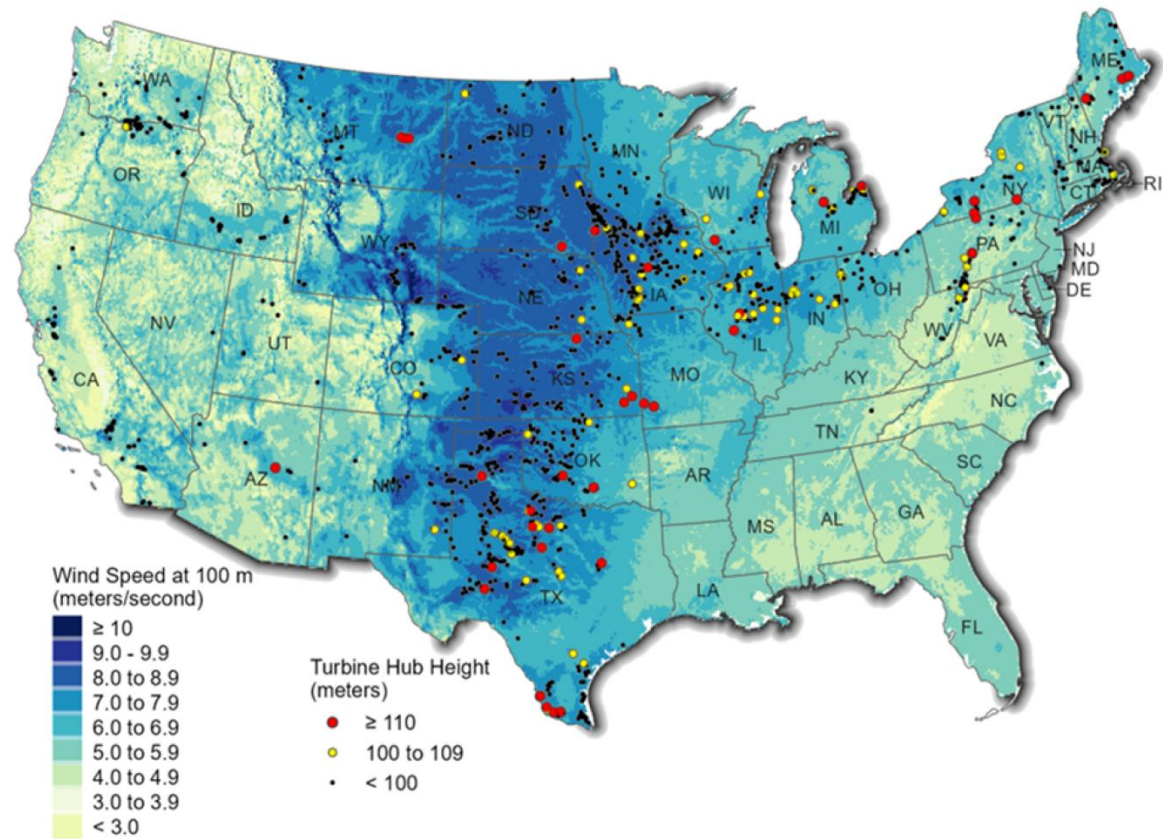 WA
OR
ID
MT
ND
MN
WI
MI
ME
VT
NH
MA
CT
RI
NY
SD
WY
NE
IA
PA
NJ
MD
DE
OH
IN
IL
WV
VA
NV
UT
CO
CA
KS
MO
KY
NC
TN
OK
AR
SC
AZ
NM
MS
AL
GA
TX
LA
FL
Wind Speed at 100 m
(meters/second)
≥ 10
9.0 - 9.9
8.0 to 8.9
7.0 to 7.9
6.0 to 6.9
5.0 to 5.9
4.0 to 4.9
3.0 to 3.9
< 3.0
Turbine Hub Height
(meters)
≥ 110
100 to 109
< 100